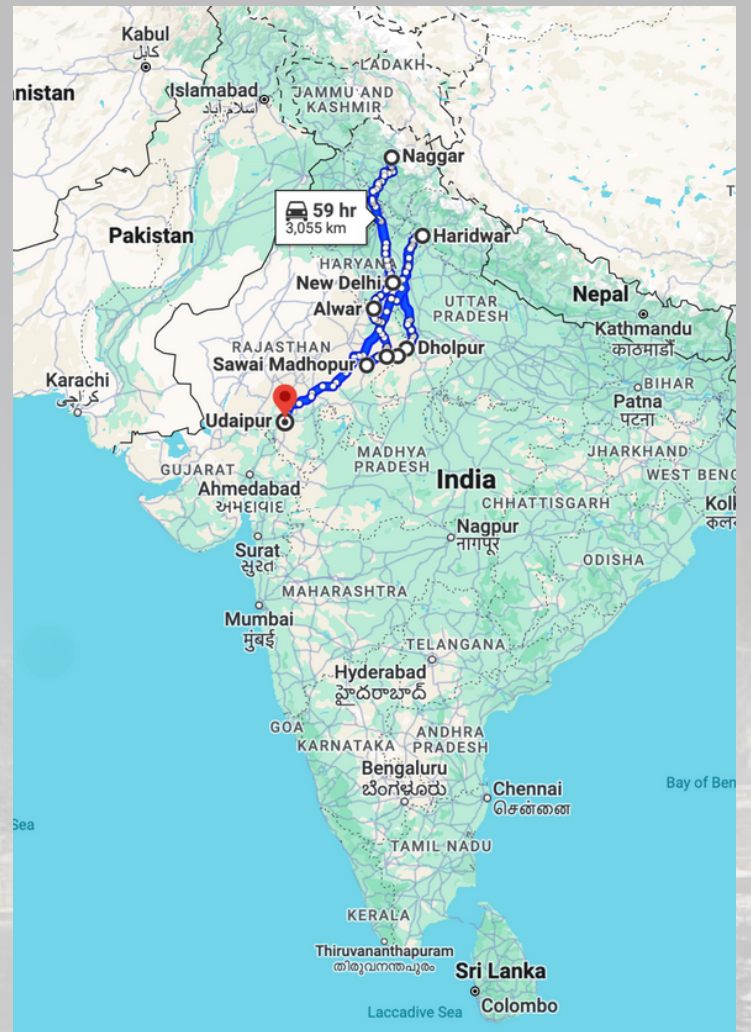 Kabul
کابل
LADAKH
nistan
Islamabad
اسلام آباد
JAMMU AND
KASHMIR
Naggar
59 hr
3,055 km
Pakistan
Haridwar
HARYANA
New Delhi
Nepal
Alwar
UTTAR
PRADESH
Kathmandu
काठमाडौँ
RAJASTHAN
Dholpur
Sawai Madhopur
Karachi
کراچی
BIHAR
Patna
पटना
Udaipur
MADHYA
PRADESH
JHARKHAND
GUJARAT
India
WEST BENG
Ahmedabad
અમદાવાદ
CHHATTISGARH
Kolk
कलक
Nagpur
नागपूर
Surat
સુરત
ODISHA
MAHARASHTRA
Mumbai
मुंबई
TELANGANA
Hyderabad
హైదరాబాద్
GOA
KARNATAKA
ANDHRA
PRADESH
Bengaluru
ಬೆಂಗಳೂರು
Chennai
சென்னை
Bay of Ben
Sea
TAMIL NADU
KERALA
Thiruvananthapuram
തിരുവനന്തപുരം
Sri Lanka
Colombo
Laccadive Sea